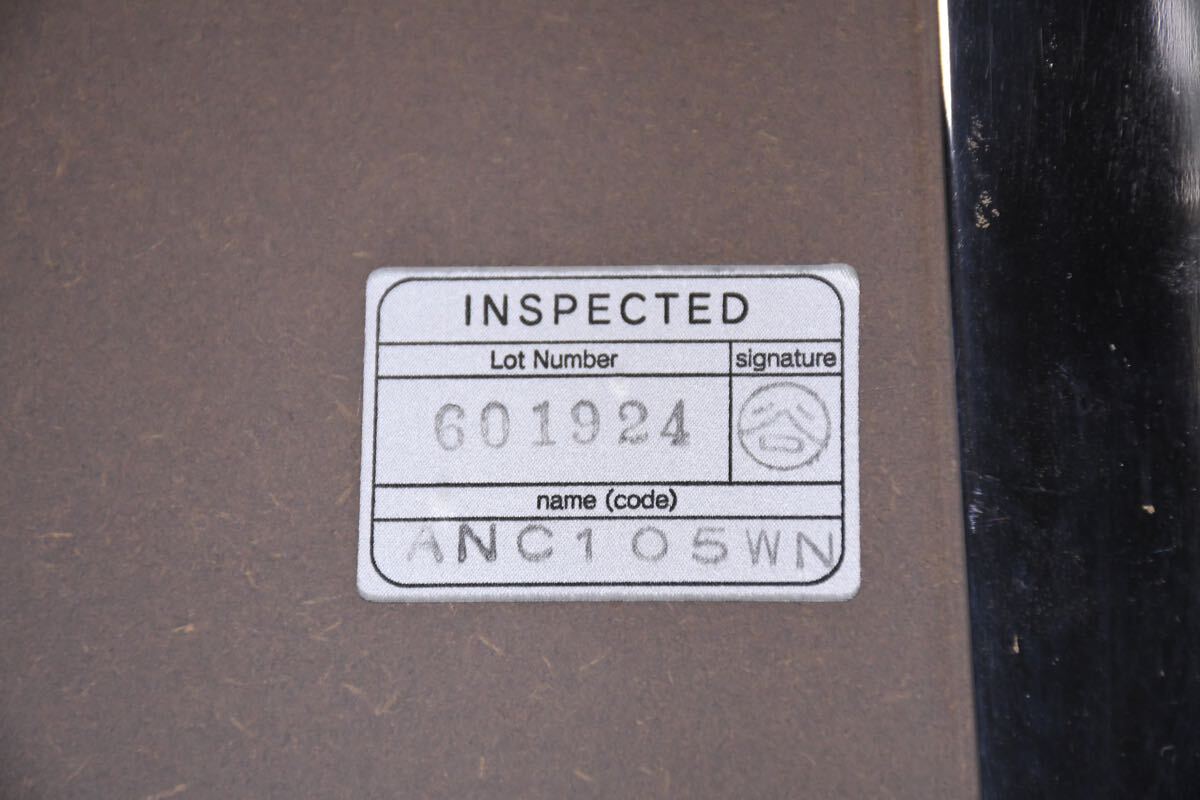 INSPECTED
Lot Number signature
601924 谷
name (code)
ANC105WN